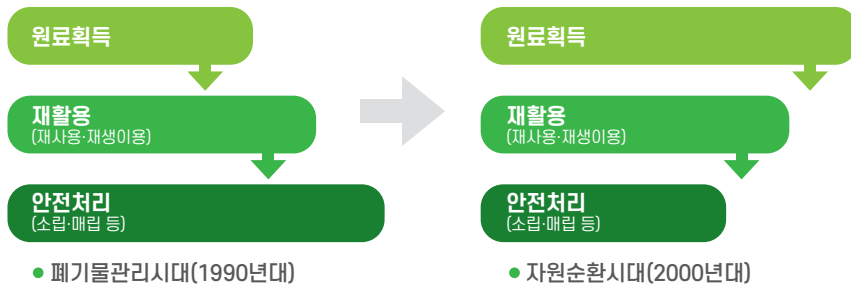 원료획득
재활용
(재사용·재생이용)
안전처리
(소립·매립 등)
● 폐기물관리시대(1990년대)
원료획득
재활용
(재사용·재생이용)
안전처리
(소립·매립 등)
● 자원순환시대(2000년대)